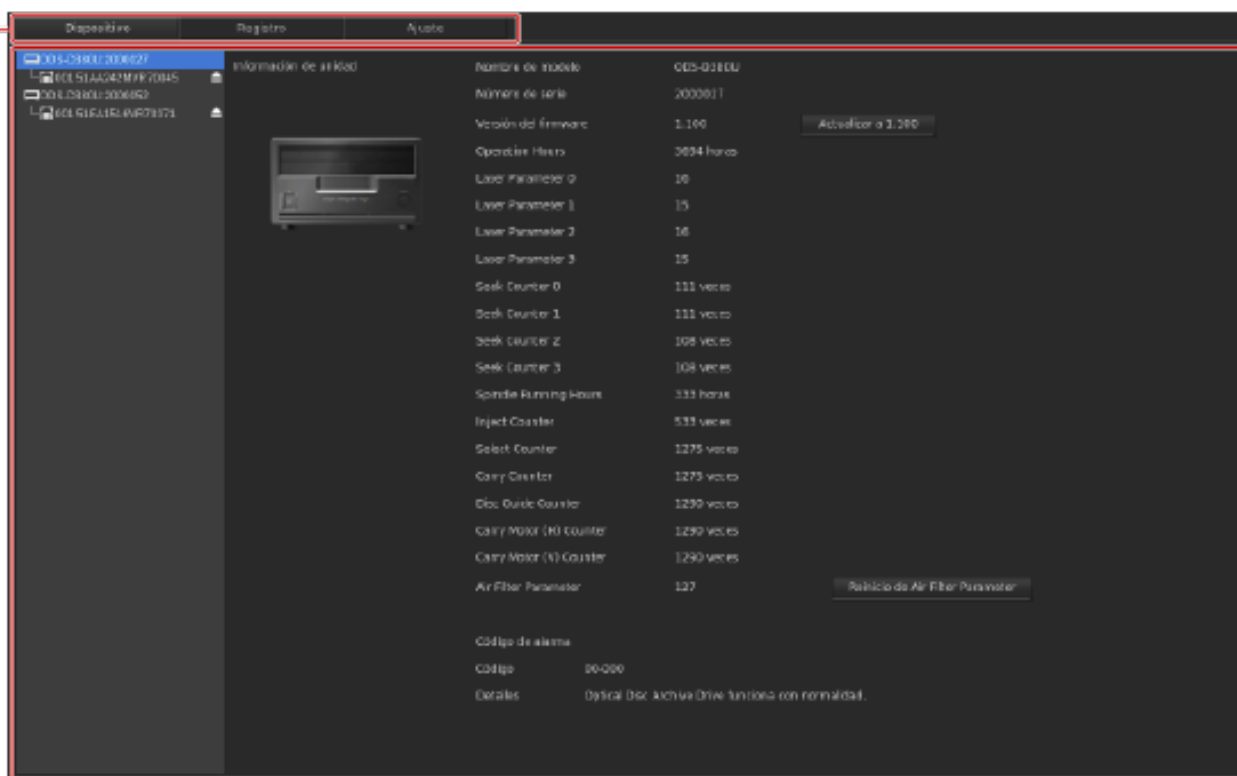 Dispositivo Registro Ajuste
Información de unidad
Nombre de modelo ODS-D380U
Número de serie
Versión del firmware 1.100 Actualizar a 1.100
Operation Hours 3694 horas
Laser Parameter 0 16
Laser Parameter 1 15
Laser Parameter 2 16
Laser Parameter 3 15
Seek Counter 0 111 veces
Seek Counter 1 111 veces
Seek Counter 2 108 veces
Seek Counter 3 108 veces
Spindle Running Hours 333 horas
Inject Counter 533 veces
Select Counter 1275 veces
Carry Counter 1275 veces
Disc Guide Counter 1290 veces
Carry Motor (H) Counter 1290 veces
Carry Motor (V) Counter 1290 veces
Air Filter Parameter 127 Reinicio de Air Filter Parameter
Código de alarma
Código 00-000
Detalles Optical Disc Archive Drive funciona con normalidad.